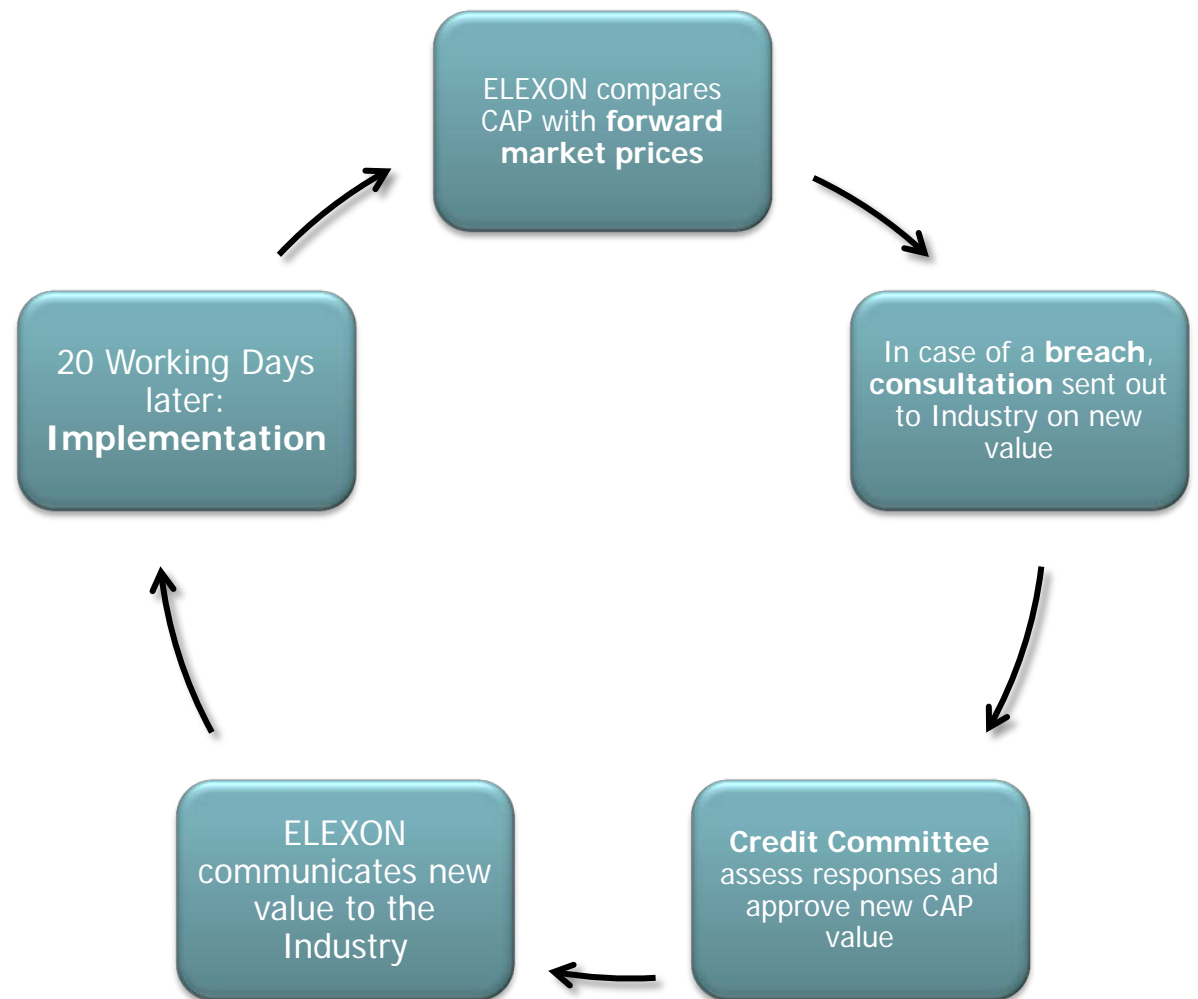 ELEXON compares
CAP with forward
market prices
In case of a breach,
consultation sent out
to Industry on new
value
Credit Committee
assess responses and
approve new CAP
value
ELEXON
communicates new
value to the
Industry
20 Working Days
later:
Implementation